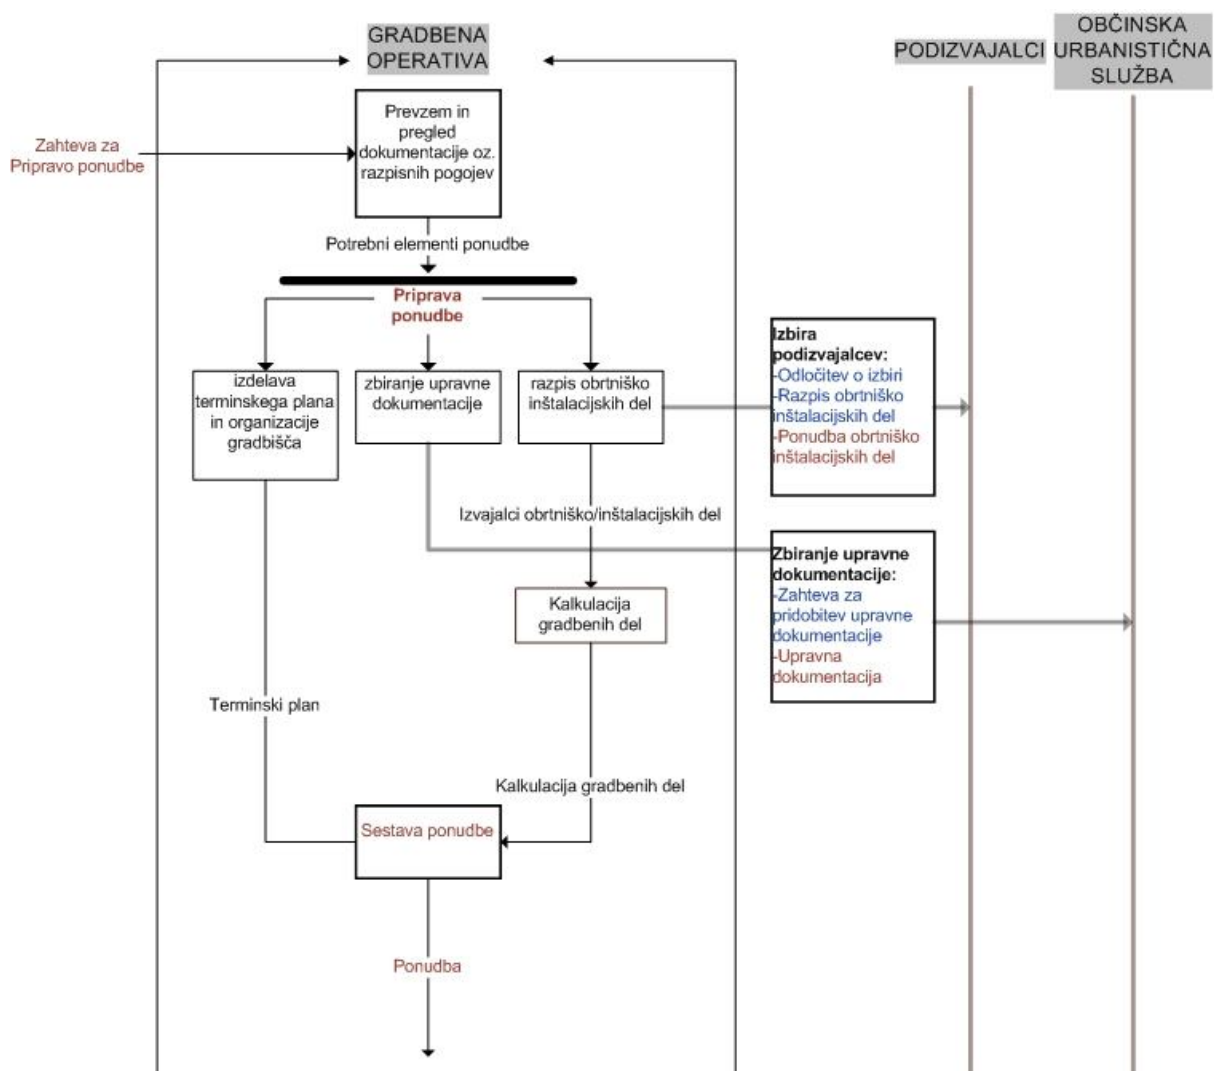 GRADBENA
OPERATIVA
PODIZVAJALCI
OBČINSKA
URBANISTIČNA
SLUŽBA
Zahteva za
Pripravo ponudbe
Prevzem in
pregled
dokumentacije oz.
razpisnih pogojev
Potrebni elementi ponudbe
Priprava
ponudbe
izdelava
terminskega plana
in organizacije
gradbišča
zbiranje upravne
dokumentacije
razpis obrtniško
inštalacijskih del
Izbira
podizvajalcev:
-Odločitev o izbiri
-Razpis obrtniško
inštalacijskih del
-Ponudba obrtniško
inštalacijskih del
Izvajalci obrtniško/inštalacijskih del
Zbiranje upravne
dokumentacije:
-Zahteva za
pridobitev upravne
dokumentacije
-Upravna
dokumentacija
Kalkulacija
gradbenih del
Terminski plan
Kalkulacija gradbenih del
Sestava ponudbe
Ponudba